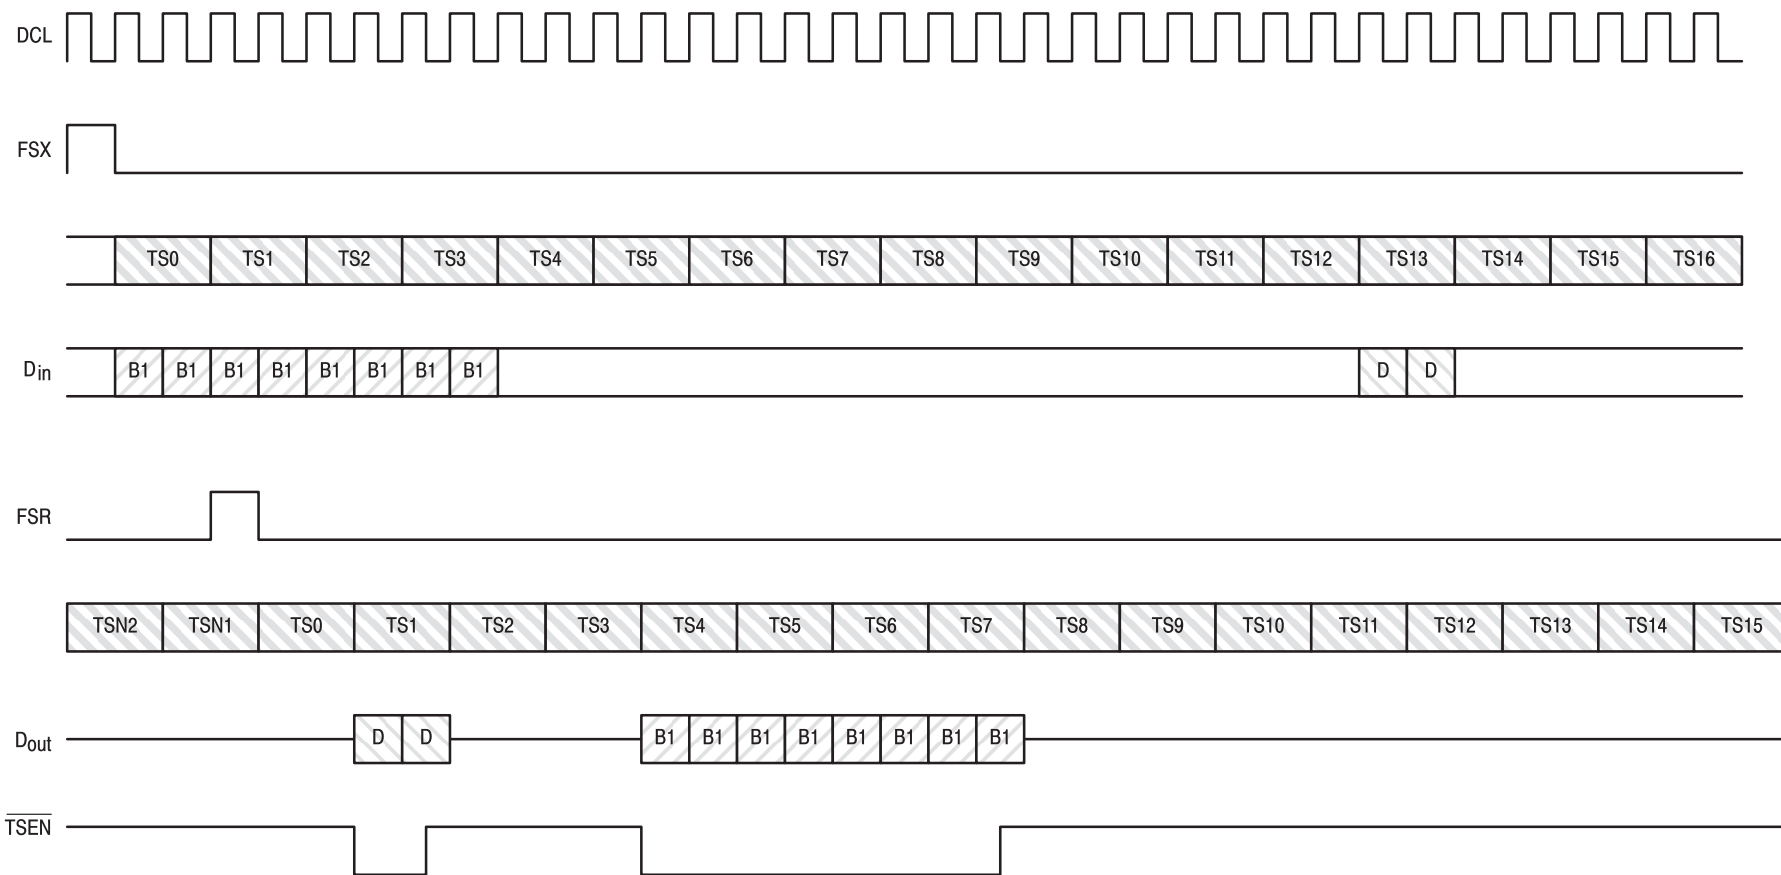 DCL
FSX
TS0 TS1 TS2 TS3 TS4 TS5 TS6 TS7 TS8 TS9 TS10 TS11 TS12 TS13 TS14 TS15 TS16
Din B1 B1 B1 B1 B1 B1 B1 B1 D D
FSR
TSN2 TSN1 TS0 TS1 TS2 TS3 TS4 TS5 TS6 TS7 TS8 TS9 TS10 TS11 TS12 TS13 TS14 TS15
Dout D D B1 B1 B1 B1 B1 B1 B1 B1
TSEN